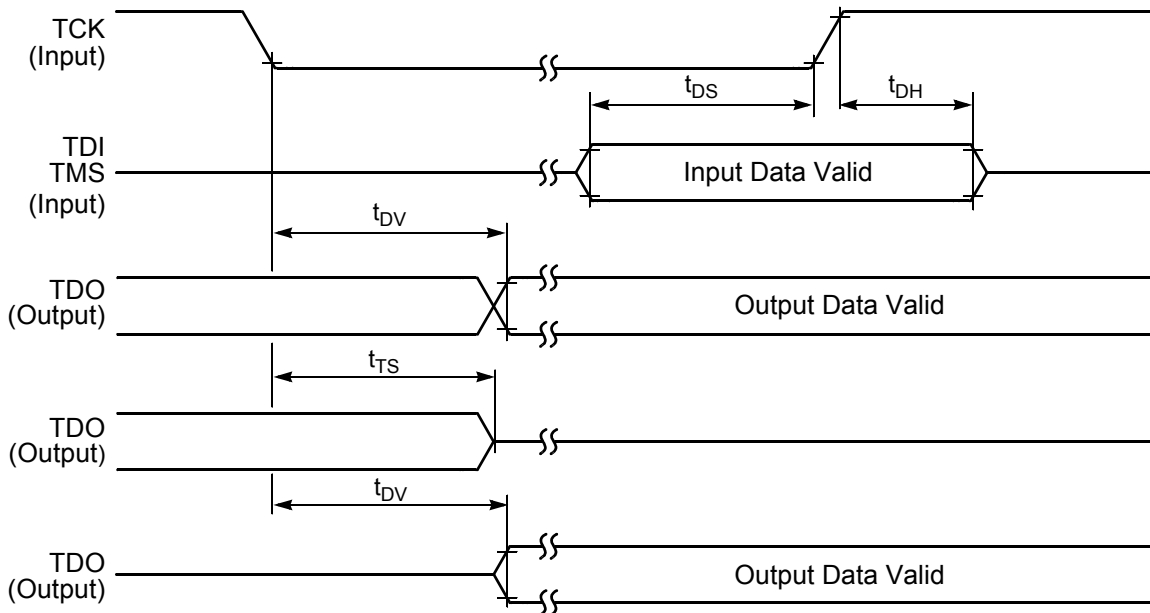 TCK
(Input)
tDS
tDH
TDI
TMS
(Input)
Input Data Valid
tDV
TDO
(Output)
Output Data Valid
tTS
TDO
(Output)
tDV
TDO
(Output)
Output Data Valid